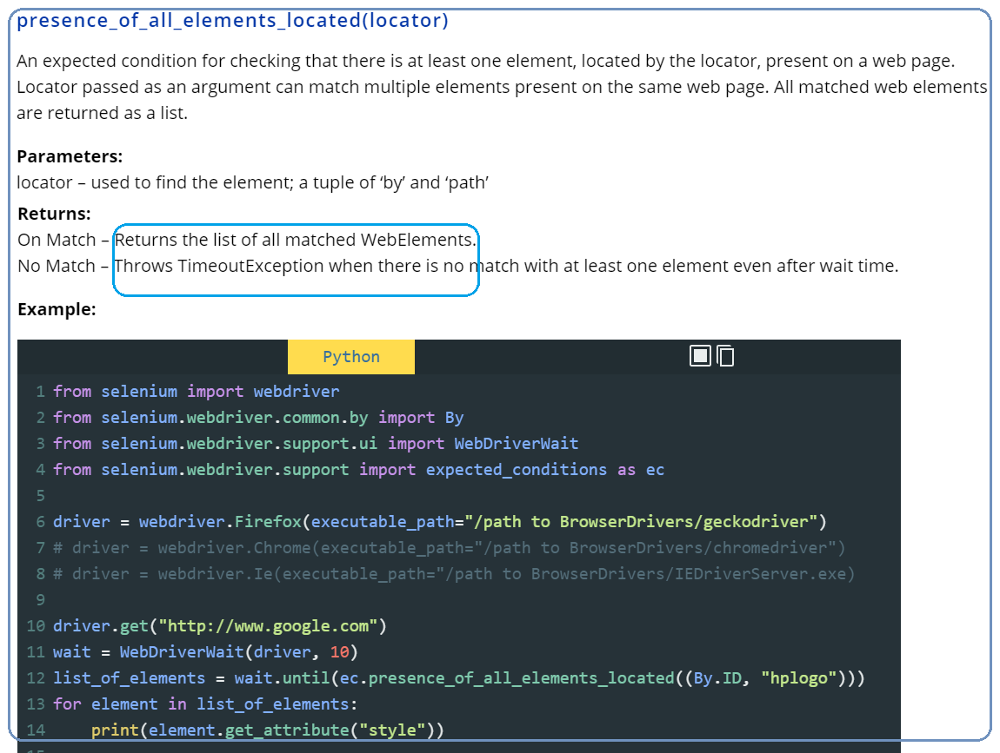 presence_of_all_elements_located(locator)
An expected condition for checking that there is at least one element, located by the locator, present on a web page.
Locator passed as an argument can match multiple elements present on the same web page. All matched web elements
are returned as a list.
Parameters:
locator – used to find the element; a tuple of ‘by’ and ‘path’
Returns:
On Match – Returns the list of all matched WebElements.
No Match – Throws TimeoutException when there is no match with at least one element even after wait time.
Example:
Python
1 from selenium import webdriver
2 from selenium.webdriver.common.by import By
3 from selenium.webdriver.support.ui import WebDriverWait
4 from selenium.webdriver.support import expected_conditions as ec
5
6 driver = webdriver.Firefox(executable_path="/path to BrowserDrivers/geckodriver")
7 # driver = webdriver.Chrome(executable_path="/path to BrowserDrivers/chromedriver")
8 # driver = webdriver.Ie(executable_path="/path to BrowserDrivers/IEDriverServer.exe)
9
10 driver.get("http://www.google.com")
11 wait = WebDriverWait(driver, 10)
12 list_of_elements = wait.until(ec.presence_of_all_elements_located((By.ID, "hplogo")))
13 for element in list_of_elements:
14     print(element.get_attribute("style"))